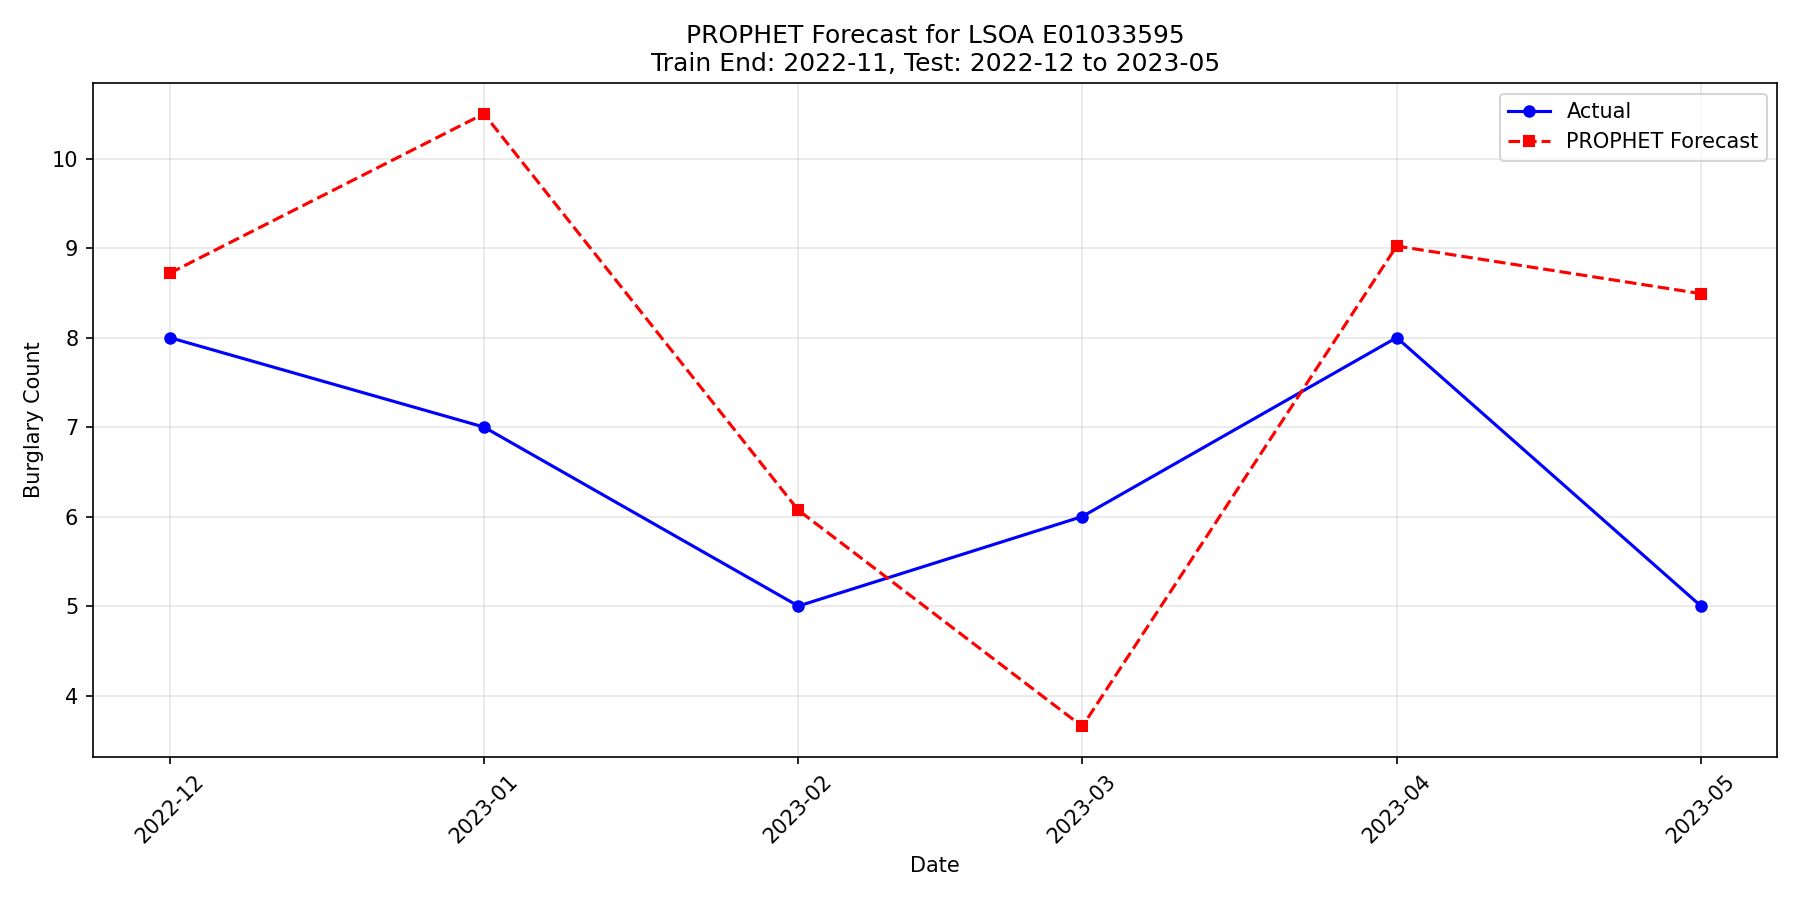 PROPHET Forecast for LSOA E01033595
Train End: 2022-11, Test: 2022-12 to 2023-05
Actual
PROPHET Forecast
Burglary Count
10
9
8
7
6
5
4
2022-12
2023-01
2023-02
2023-03
2023-04
2023-05
Date